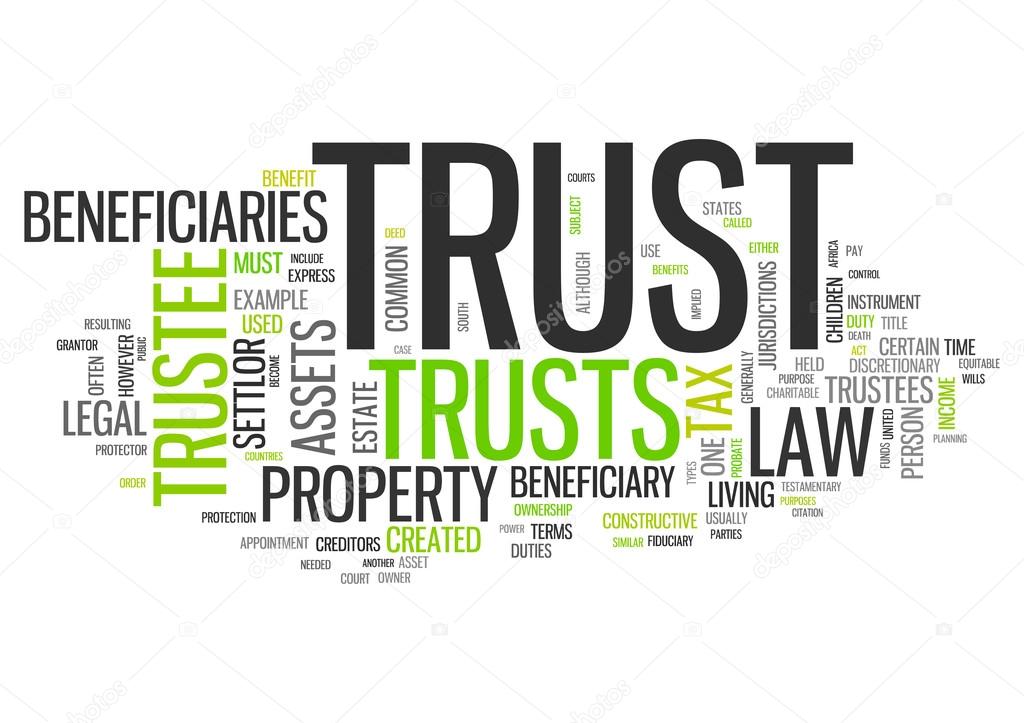 TRUST
COURTS
BENEFIT
BENEFICIARIES
SUBJECT
STATES
CALLED
DEED
MUST
INCLUDE
EXPRESS
COMMON
ALTHOUGH
USE
BENEFITS
EITHER
AFRICA
PAY
CONTROL
TRUSTEE
EXAMPLE
USED
SOUTH
IMPLIED
JURISDICTIONS
CHILDREN
INSTRUMENT
RESULTING
GRANTOR
OFTEN
HOWEVER
PUBLIC
SETTLOR
BECOME
ASSETS
CASE
GENERALLY
DUTY
TITLE
DEATH
ACT
CERTAIN
TIME
HELD
DISCRETIONARY
EQUITABLE
PURPOSE
CHARITABLE
TRUSTEES
WILLS
INCOME
LEGAL
ESTATE
TRUSTS
TAX
LAW
UNITED
FUNDS
PERSON
PLANNING
PROTECTOR
COUNTRIES
ONE
PROBATE
TYPES
ORDER
PROPERTY
BENEFICIARY
LIVING
TESTAMENTARY
PURPOSES
CITATION
PROTECTION
OWNERSHIP
CONSTRUCTIVE
USUALLY
APPOINTMENT
CREDITORS
CREATED
POWER
TERMS
DUTIES
SIMILAR
FIDUCIARY
PARTIES
NEEDED
ANOTHER
ASSET
COURT
OWNER
depositphotos